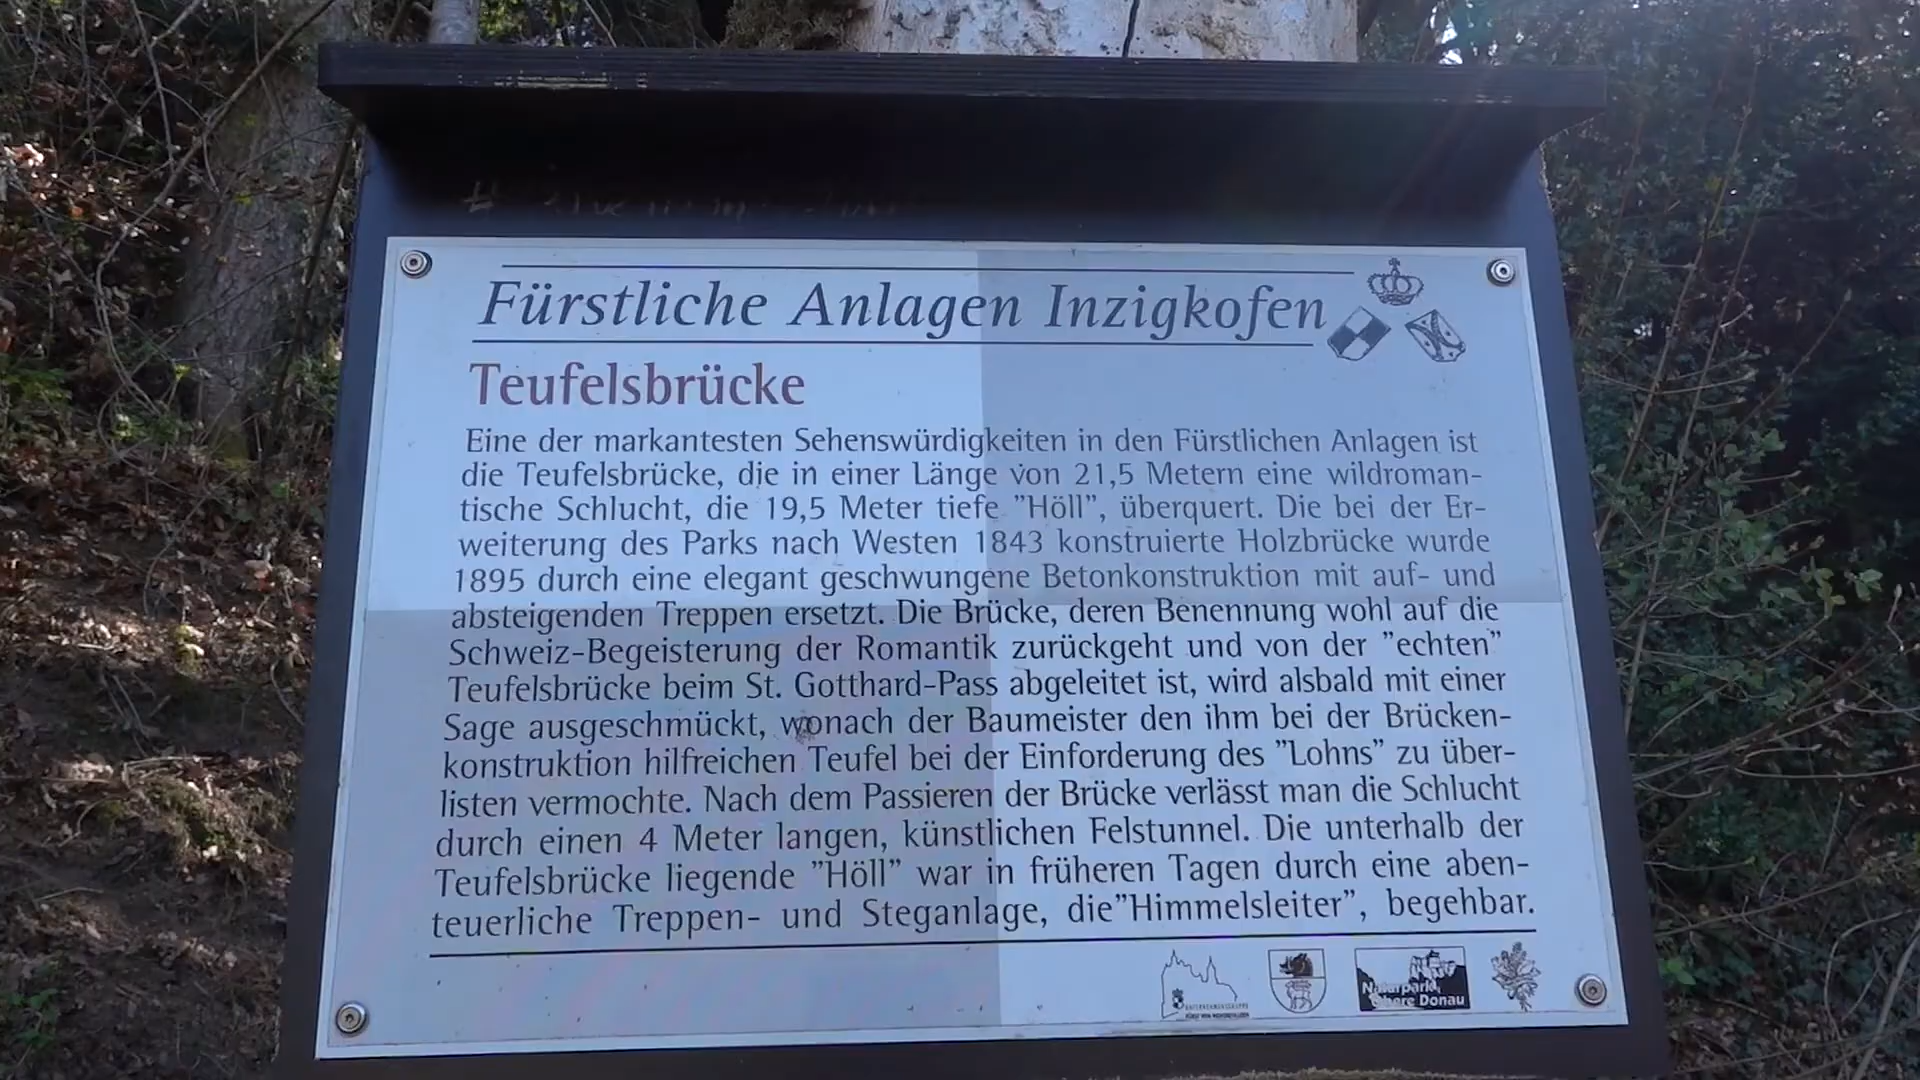 Fürstliche Anlagen Inzigkofen
Teufelsbrücke
Eine der markantesten Sehenswürdigkeiten in den Fürstlichen Anlagen ist
die Teufelsbrücke, die in einer Länge von 21,5 Metern eine wildroman-
tische Schlucht, die 19,5 Meter tiefe "Höll", überquert. Die bei der Er-
weiterung des Parks nach Westen 1843 konstruierte Holzbrücke wurde
1895 durch eine elegant geschwungene Betonkonstruktion mit auf- und
absteigenden Treppen ersetzt. Die Brücke, deren Benennung wohl auf die
Schweiz-Begeisterung der Romantik zurückgeht und von der "echten"
Teufelsbrücke beim St. Gotthard-Pass abgeleitet ist, wird alsbald mit einer
Sage ausgeschmückt, wonach der Baumeister den ihm bei der Brücken-
konstruktion hilfreichen Teufel bei der Einforderung des "Lohns" zu über-
listen vermochte. Nach dem Passieren der Brücke verlässt man die Schlucht
durch einen 4 Meter langen, künstlichen Felstunnel. Die unterhalb der
Teufelsbrücke liegende "Höll" war in früheren Tagen durch eine aben-
teuerliche Treppen- und Steganlage, die"Himmelsleiter", begehbar.
UNTERNEHMENSGRUPPE
FÜRST VON HOHENZOLLERN
Naturpark
Obere Donau